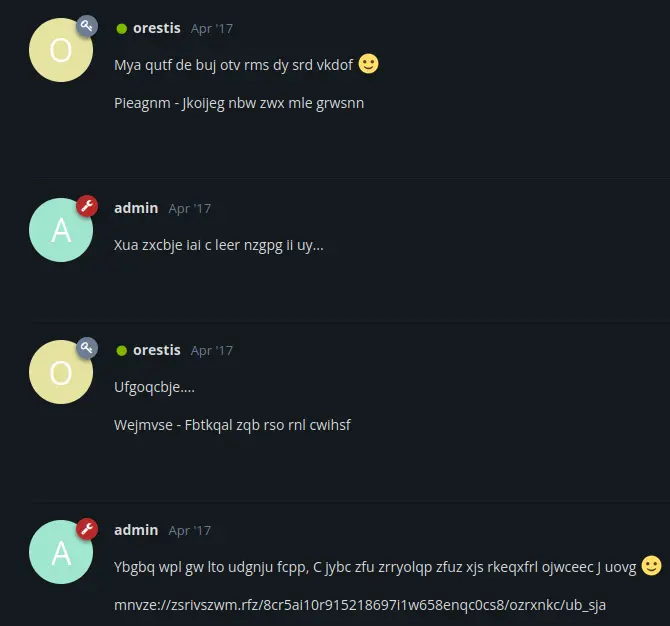 O
orestis Apr '17
Mya qutf de buj otv rms dy srd vkdof 🙂
Pieagnm - Jkoijeg nbw zwx mle grwsnn
A
admin Apr '17
Xua zxcbje iai c leer nzgpg ii uy...
O
orestis Apr '17
Ufgoqcbje....
Wejmvse - Fbtkqal zqb rso rnl cwihsf
A
admin Apr '17
Ybgbq wpl gw lto udgnju fcpp, C jybc zfu zrryolqp zfuz xjs rkeqxfrl ojwceec J uovg 🙂
mnvze://zsrivszwm.rfz/8cr5ai10r915218697i1w658enqc0cs8/ozrxnkc/ub_sja